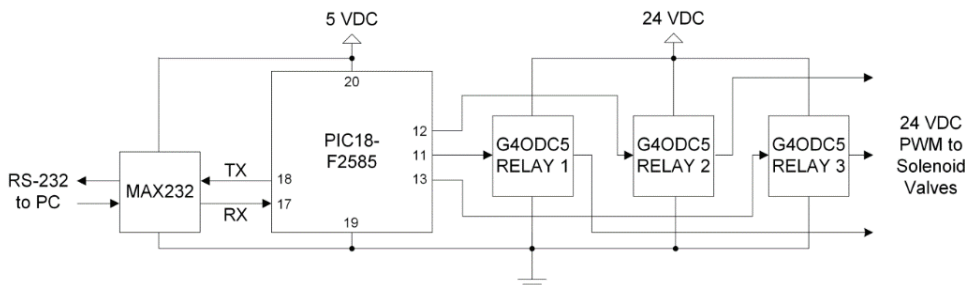 5 VDC
24 VDC
20
PIC18-
F2585
12
11
13
18
17
19
TX
RX
RS-232
to PC
MAX232
G4ODC5
RELAY 1
G4ODC5
RELAY 2
G4ODC5
RELAY 3
24 VDC
PWM to
Solenoid
Valves